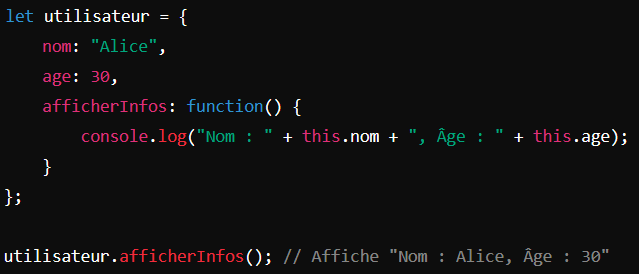 let utilisateur = {
    nom: "Alice",
    age: 30,
    afficherInfos: function() {
        console.log("Nom : " + this.nom + ", Âge : " + this.age);
    }
};

utilisateur.afficherInfos(); // Affiche "Nom : Alice, Âge : 30"